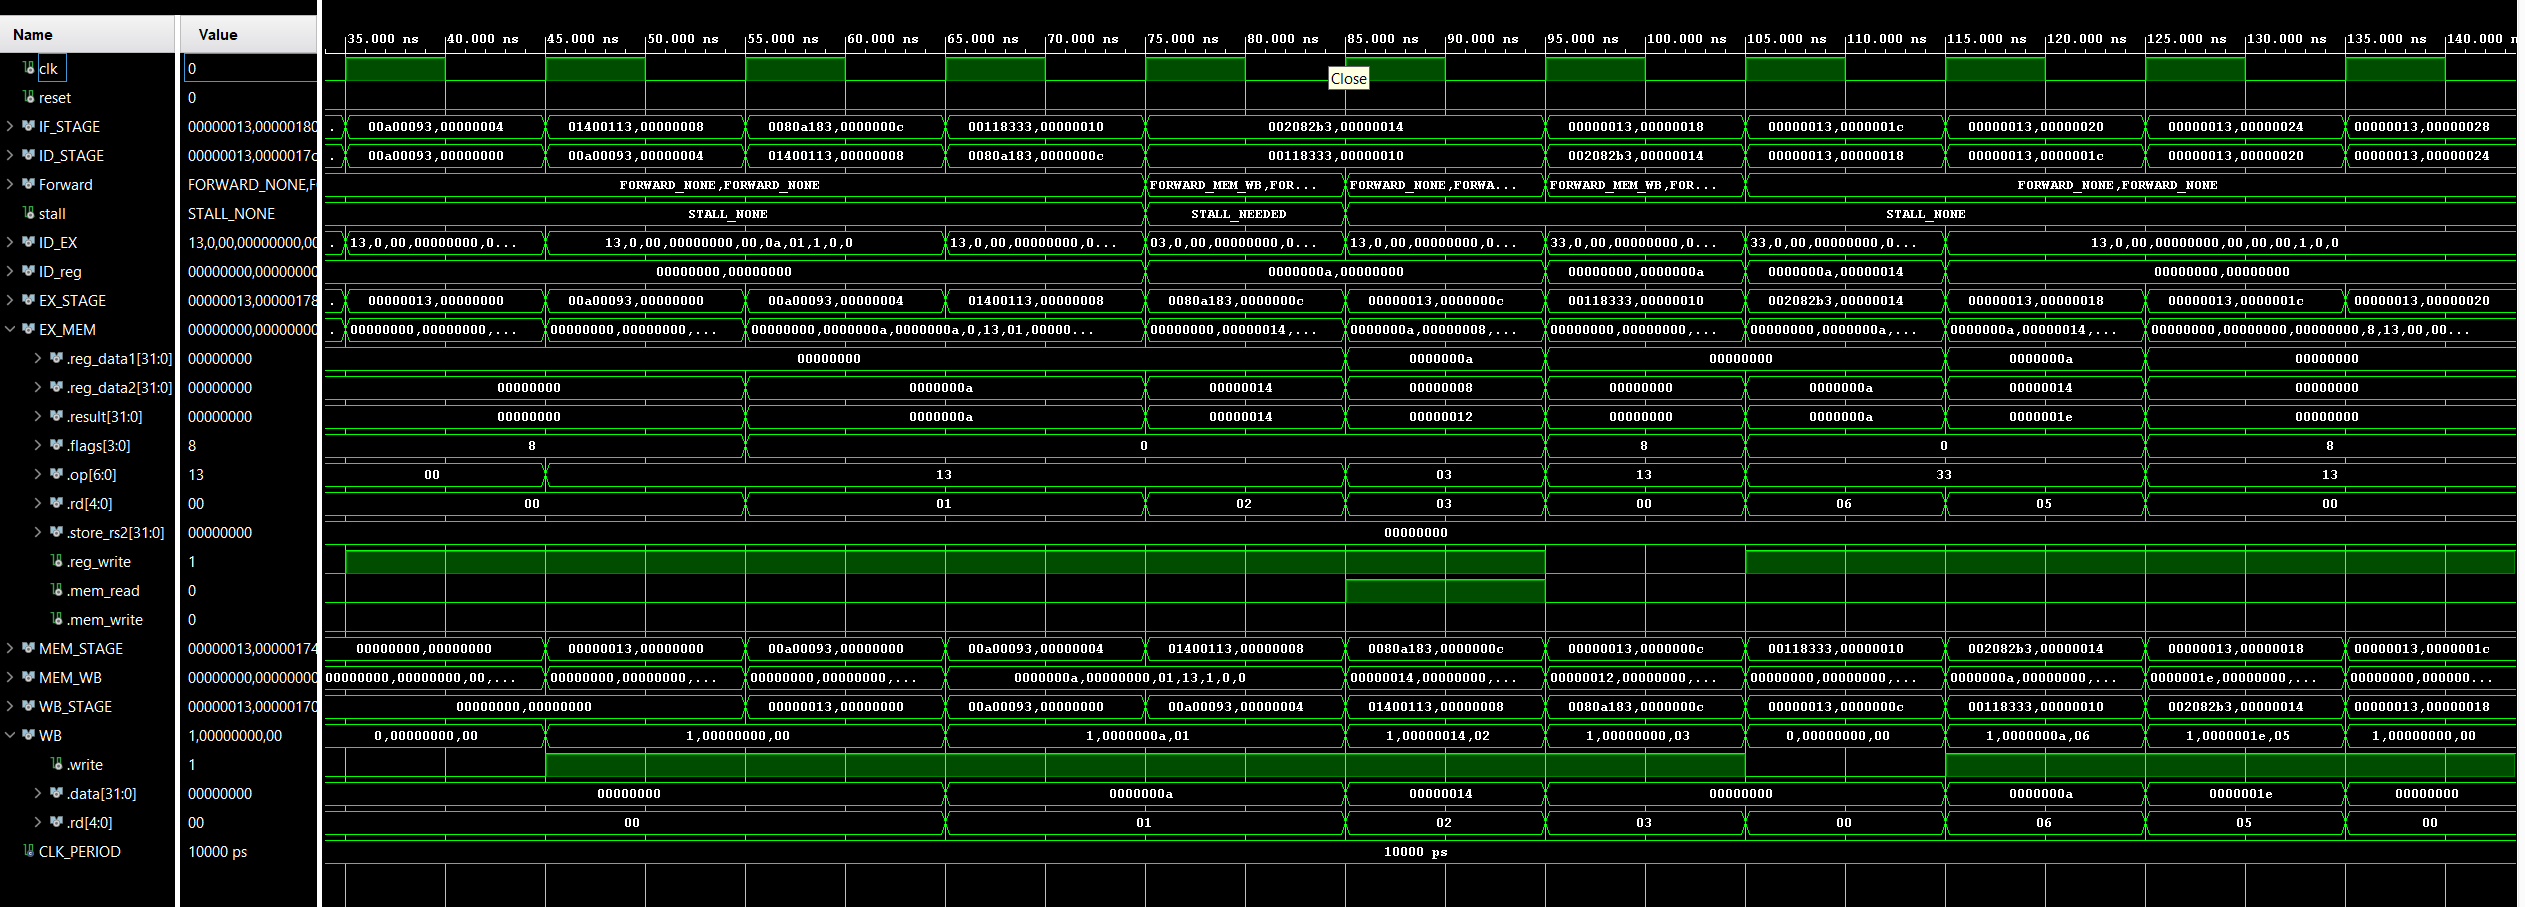 Name Value
35.000 ns 40.000 ns 45.000 ns 50.000 ns 55.000 ns 60.000 ns 65.000 ns 70.000 ns 75.000 ns 80.000 ns 85.000 ns 90.000 ns 95.000 ns 100.000 ns 105.000 ns 110.000 ns 115.000 ns 120.000 ns 125.000 ns 130.000 ns 135.000 ns 140.000 n
clk 0
Close
reset 0
IF_STAGE 00000013,00000180 . 00a00093,00000004 01400113,00000008 0080a183,0000000c 00118333,00000010 002082b3,00000014 00000013,00000018 00000013,0000001c 00000013,00000020 00000013,00000024 00000013,00000028
ID_STAGE 00000013,0000017c . 00a00093,00000000 00a00093,00000004 01400113,00000008 0080a183,0000000c 00118333,00000010 002082b3,00000014 00000013,00000018 00000013,0000001c 00000013,00000020 00000013,00000024
Forward FORWARD_NONE,F FORWARD_NONE,FORWARD_NONE FORWARD_MEM_WB,FOR... FORWARD_NONE,FORWA... FORWARD_MEM_WB,FOR... FORWARD_NONE,FORWARD_NONE
stall STALL_NONE STALL_NONE STALL_NEEDED STALL_NONE
ID_EX 13,0,00,00000000,00 . 13,0,00,00000000,0... 13,0,00,00000000,00,0a,01,1,0,0 13,0,00,00000000,0... 03,0,00,00000000,0... 13,0,00,00000000,0... 33,0,00,00000000,0... 33,0,00,00000000,0... 13,0,00,00000000,00,00,00,1,0,0
ID_reg 00000000,00000000 00000000,00000000 0000000a,00000000 00000000,0000000a 0000000a,00000014 00000000,00000000
EX_STAGE 00000013,00000178 . 00000013,00000000 00a00093,00000000 00a00093,00000004 01400113,00000008 0080a183,0000000c 00000013,0000000c 00118333,00000010 002082b3,00000014 00000013,00000018 00000013,0000001c 00000013,00000020
EX_MEM 00000000,00000000 . 00000000,00000000,... 00000000,00000000,... 00000000,0000000a,0000000a,0,13,01,00000... 00000000,00000014,... 0000000a,00000008,... 00000000,00000000,... 00000000,0000000a,... 0000000a,00000014,... 00000000,00000000,00000000,8,13,00,00...
.reg_data1[31:0] 00000000 00000000 0000000a 00000000 0000000a 00000000
.reg_data2[31:0] 00000000 00000000 0000000a 00000014 00000008 00000000 0000000a 00000014 00000000
.result[31:0] 00000000 00000000 0000000a 00000014 00000012 00000000 0000000a 0000001e 00000000
.flags[3:0] 8 8 0 8 0 8
.op[6:0] 13 00 13 03 13 33 13
.rd[4:0] 00 00 01 02 03 00 06 05 00
.store_rs2[31:0] 00000000 00000000
.reg_write 1
.mem_read 0
.mem_write 0
MEM_STAGE 00000013,00000174 00000000,00000000 00000013,00000000 00a00093,00000000 00a00093,00000004 01400113,00000008 0080a183,0000000c 00000013,0000000c 00118333,00000010 002082b3,00000014 00000013,00000018 00000013,0000001c
MEM_WB 00000000,00000000 00000000,00000000,00,... 00000000,00000000,... 00000000,00000000,... 0000000a,00000000,01,13,1,0,0 00000014,00000000,... 00000012,00000000,... 00000000,00000000,... 0000000a,00000000,... 0000001e,00000000,... 00000000,000000...
WB_STAGE 00000013,00000170 00000000,00000000 00000013,00000000 00a00093,00000000 00a00093,00000004 01400113,00000008 0080a183,0000000c 00000013,0000000c 00118333,00000010 002082b3,00000014 00000013,00000018
WB 1,00000000,00 0,00000000,00 1,00000000,00 1,0000000a,01 1,00000014,02 1,00000000,03 0,00000000,00 1,0000000a,06 1,0000001e,05 1,00000000,00
.write 1
.data[31:0] 00000000 00000000 0000000a 00000014 00000000 0000000a 0000001e 00000000
.rd[4:0] 00 00 01 02 03 00 06 05 00
CLK_PERIOD 10000 ps 10000 ps